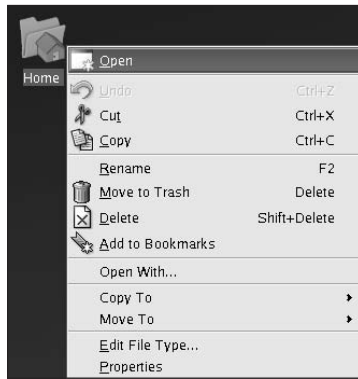 Home
Open
Undo Ctrl+Z
Cut Ctrl+X
Copy Ctrl+C
Rename F2
Move to Trash Delete
Delete Shift+Delete
Add to Bookmarks
Open With...
Copy To
Move To
Edit File Type...
Properties